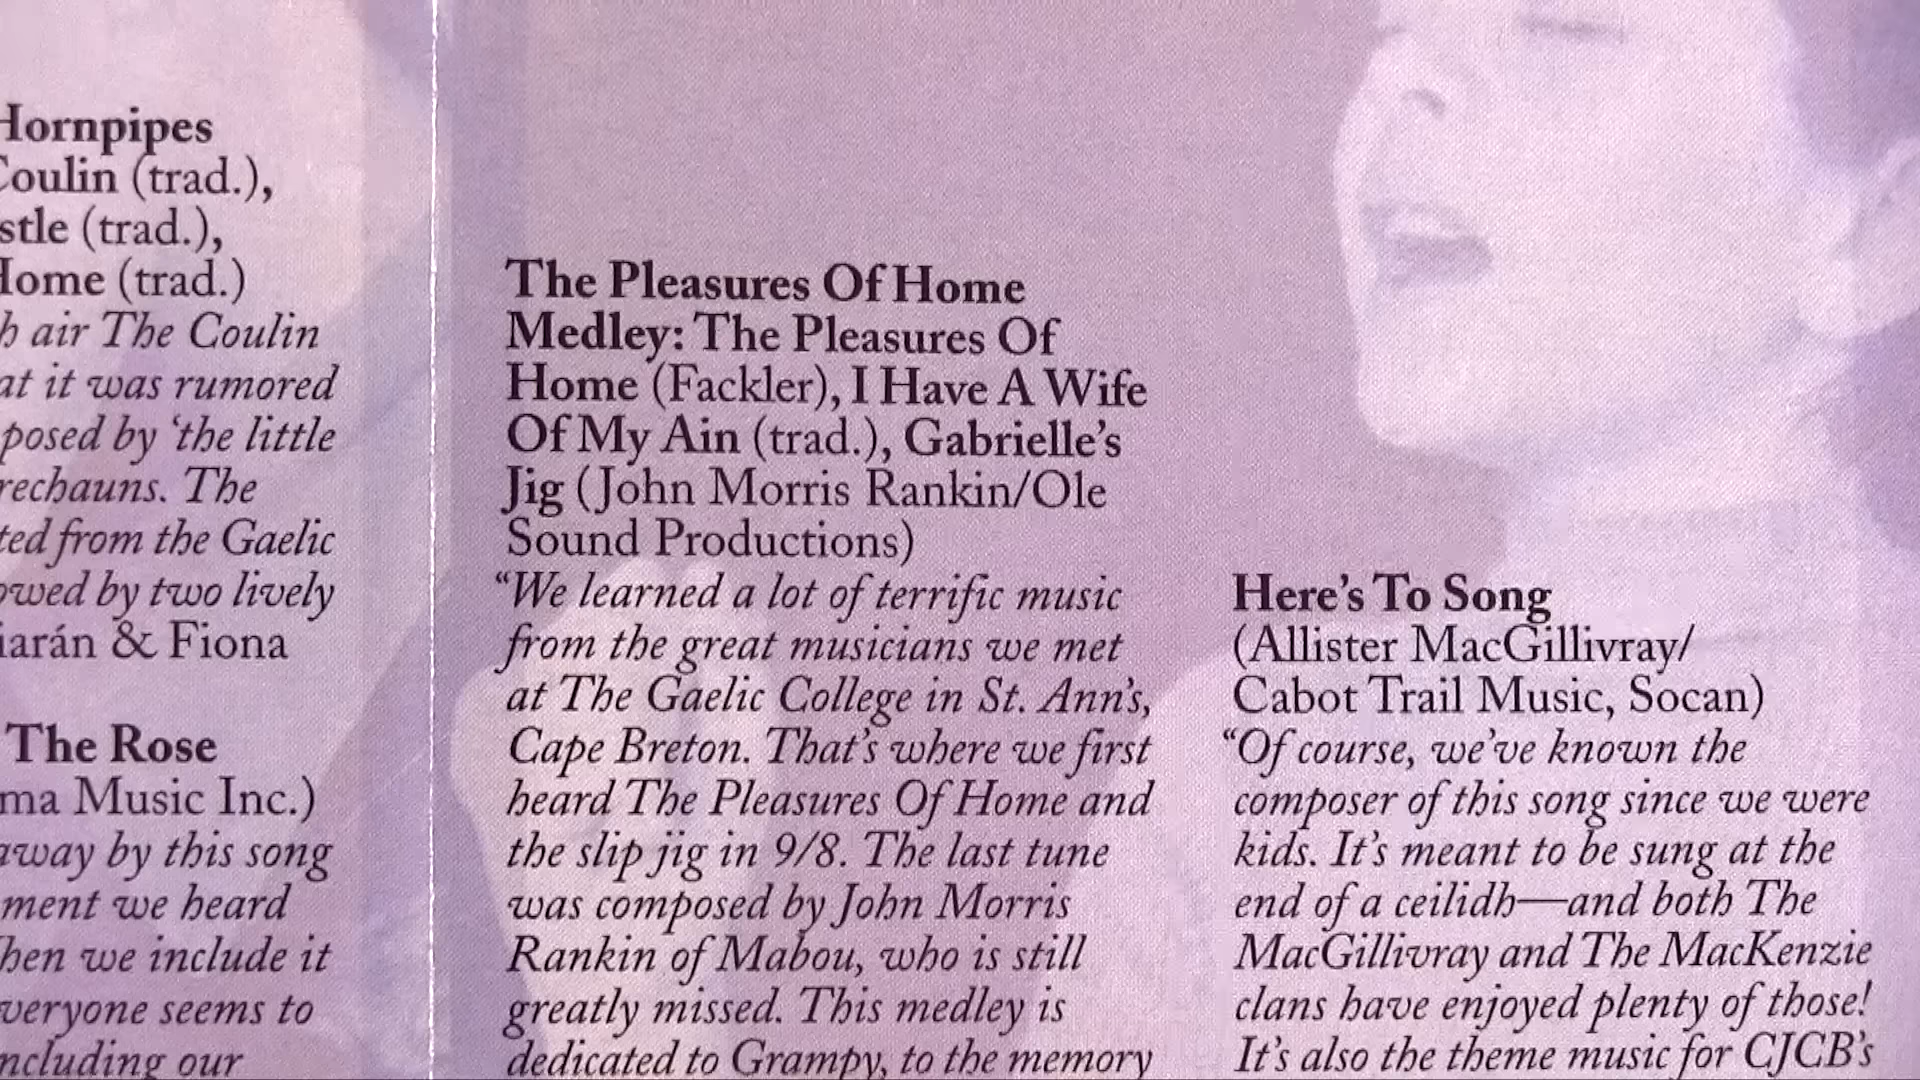 Hornpipes
Coulin (trad.),
stle (trad.),
Home (trad.)
h air The Coulin
at it was rumored
posed by ‘the little
rechauns. The
ted from the Gaelic
owed by two lively
iarán & Fiona
The Rose
ma Music Inc.)
away by this song
ment we heard
hen we include it
veryone seems to
ncluding our
The Pleasures Of Home
Medley: The Pleasures Of
Home (Fackler), I Have A Wife
Of My Ain (trad.), Gabrielle’s
Jig (John Morris Rankin/Ole
Sound Productions)
“We learned a lot of terrific music
from the great musicians we met
at The Gaelic College in St. Ann’s,
Cape Breton. That’s where we first
heard The Pleasures Of Home and
the slip jig in 9/8. The last tune
was composed by John Morris
Rankin of Mabou, who is still
greatly missed. This medley is
dedicated to Grampy, to the memory
Here’s To Song
(Allister MacGillivray/
Cabot Trail Music, Socan)
“Of course, we’ve known the
composer of this song since we were
kids. It’s meant to be sung at the
end of a ceilidh—and both The
MacGillivray and The MacKenzie
clans have enjoyed plenty of those!
It’s also the theme music for CJCB’s